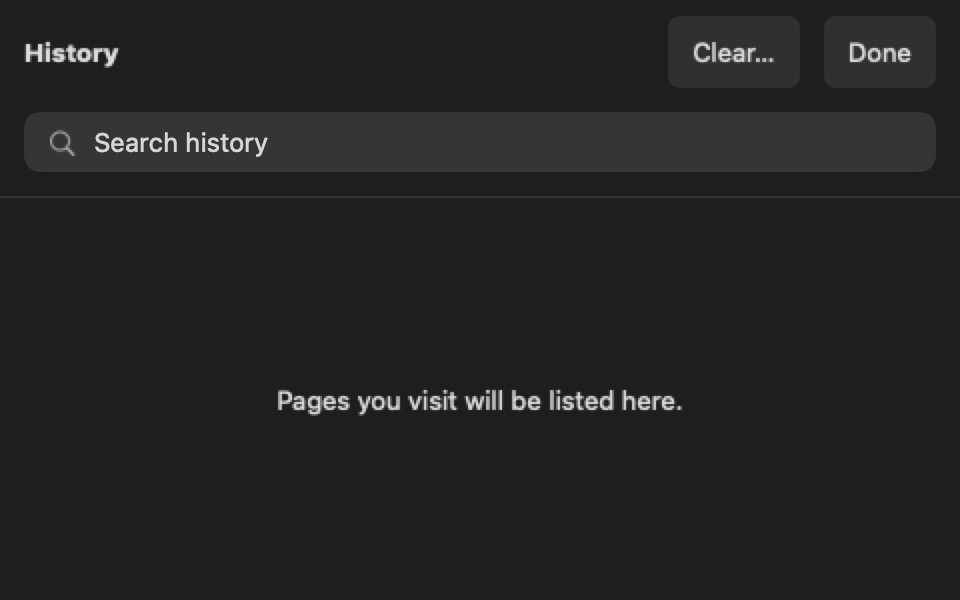 History
Clear...
Done
Search history
Pages you visit will be listed here.